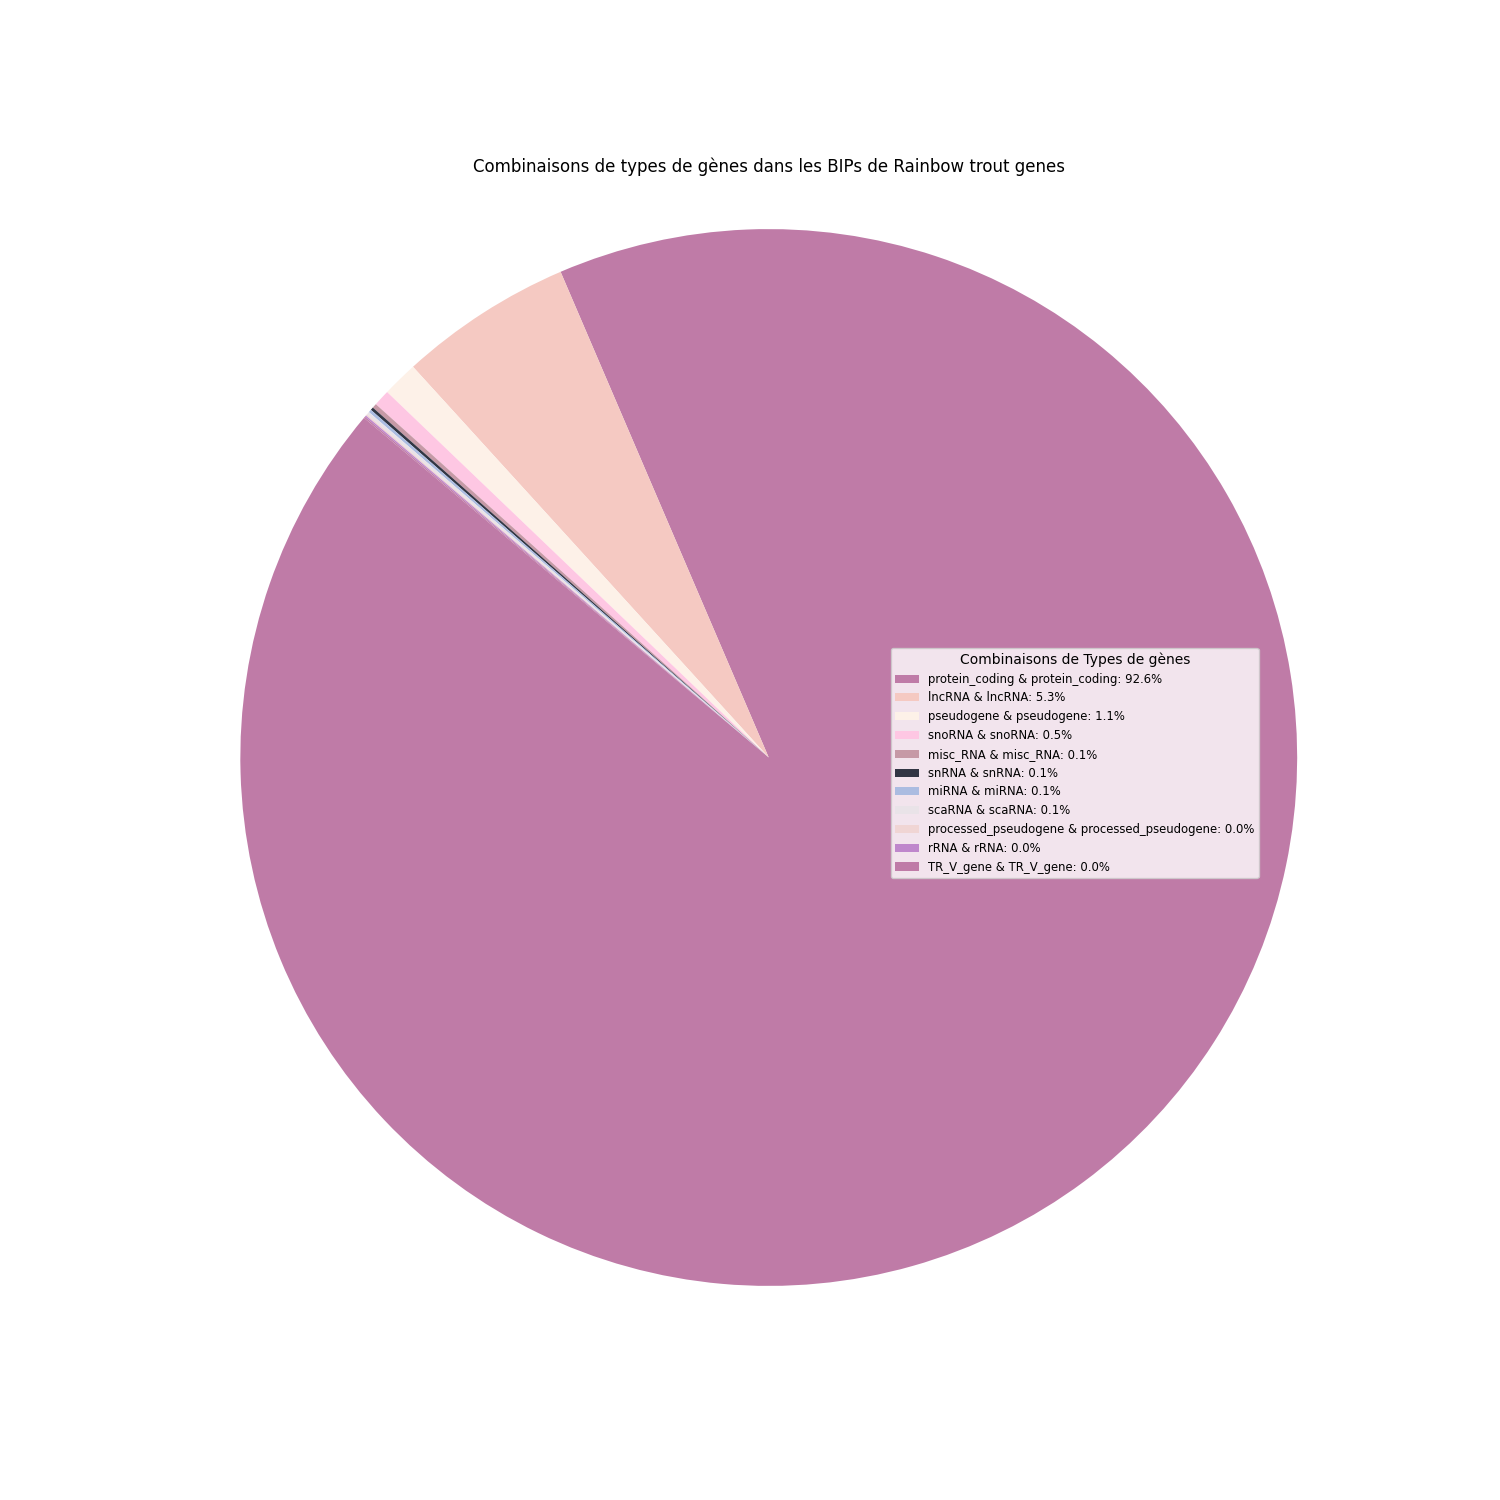 Combinaisons de types de gènes dans les BIPs de Rainbow trout genes
Combinaisons de Types de gènes
protein_coding & protein_coding: 92.6%
lncRNA & lncRNA: 5.3%
pseudogene & pseudogene: 1.1%
snoRNA & snoRNA: 0.5%
misc_RNA & misc_RNA: 0.1%
snRNA & snRNA: 0.1%
miRNA & miRNA: 0.1%
scaRNA & scaRNA: 0.1%
processed_pseudogene & processed_pseudogene: 0.0%
rRNA & rRNA: 0.0%
TR_V_gene & TR_V_gene: 0.0%